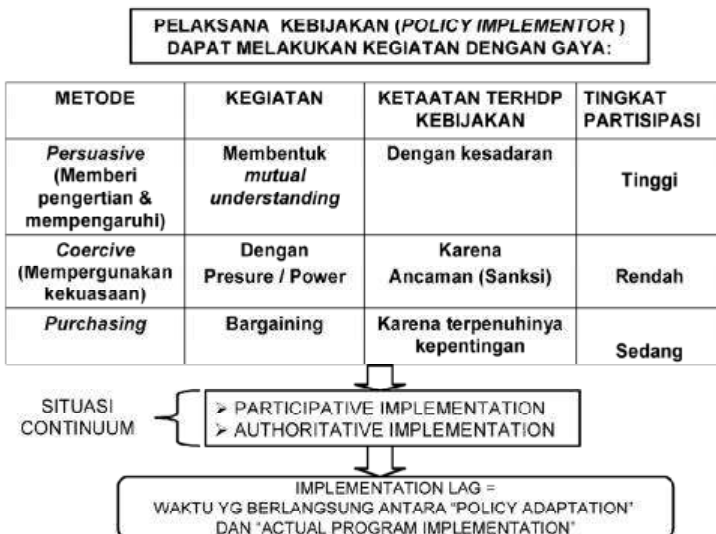 PELAKSANA KEBIJAKAN (POLICY IMPLEMENTOR )
DAPAT MELAKUKAN KEGIATAN DENGAN GAYA:
METODE
KEGIATAN
KETAATAN TERHDP
KEBIJAKAN
TINGKAT
PARTISIPASI
Persuasive
(Memberi
pengertian &
mempengaruhi)
Membentuk
mutual
understanding
Dengan kesadaran
Tinggi
Coercive
(Mempergunakan
kekuasaan)
Dengan
Presure / Power
Karena
Ancaman (Sanksi)
Rendah
Purchasing
Bargaining
Karena terpenuhinya
kepentingan
Sedang
SITUASI
CONTINUUM
➢ PARTICIPATIVE IMPLEMENTATION
➢ AUTHORITATIVE IMPLEMENTATION
IMPLEMENTATION LAG =
WAKTU YG BERLANGSUNG ANTARA "POLICY ADAPTATION"
DAN "ACTUAL PROGRAM IMPLEMENTATION"